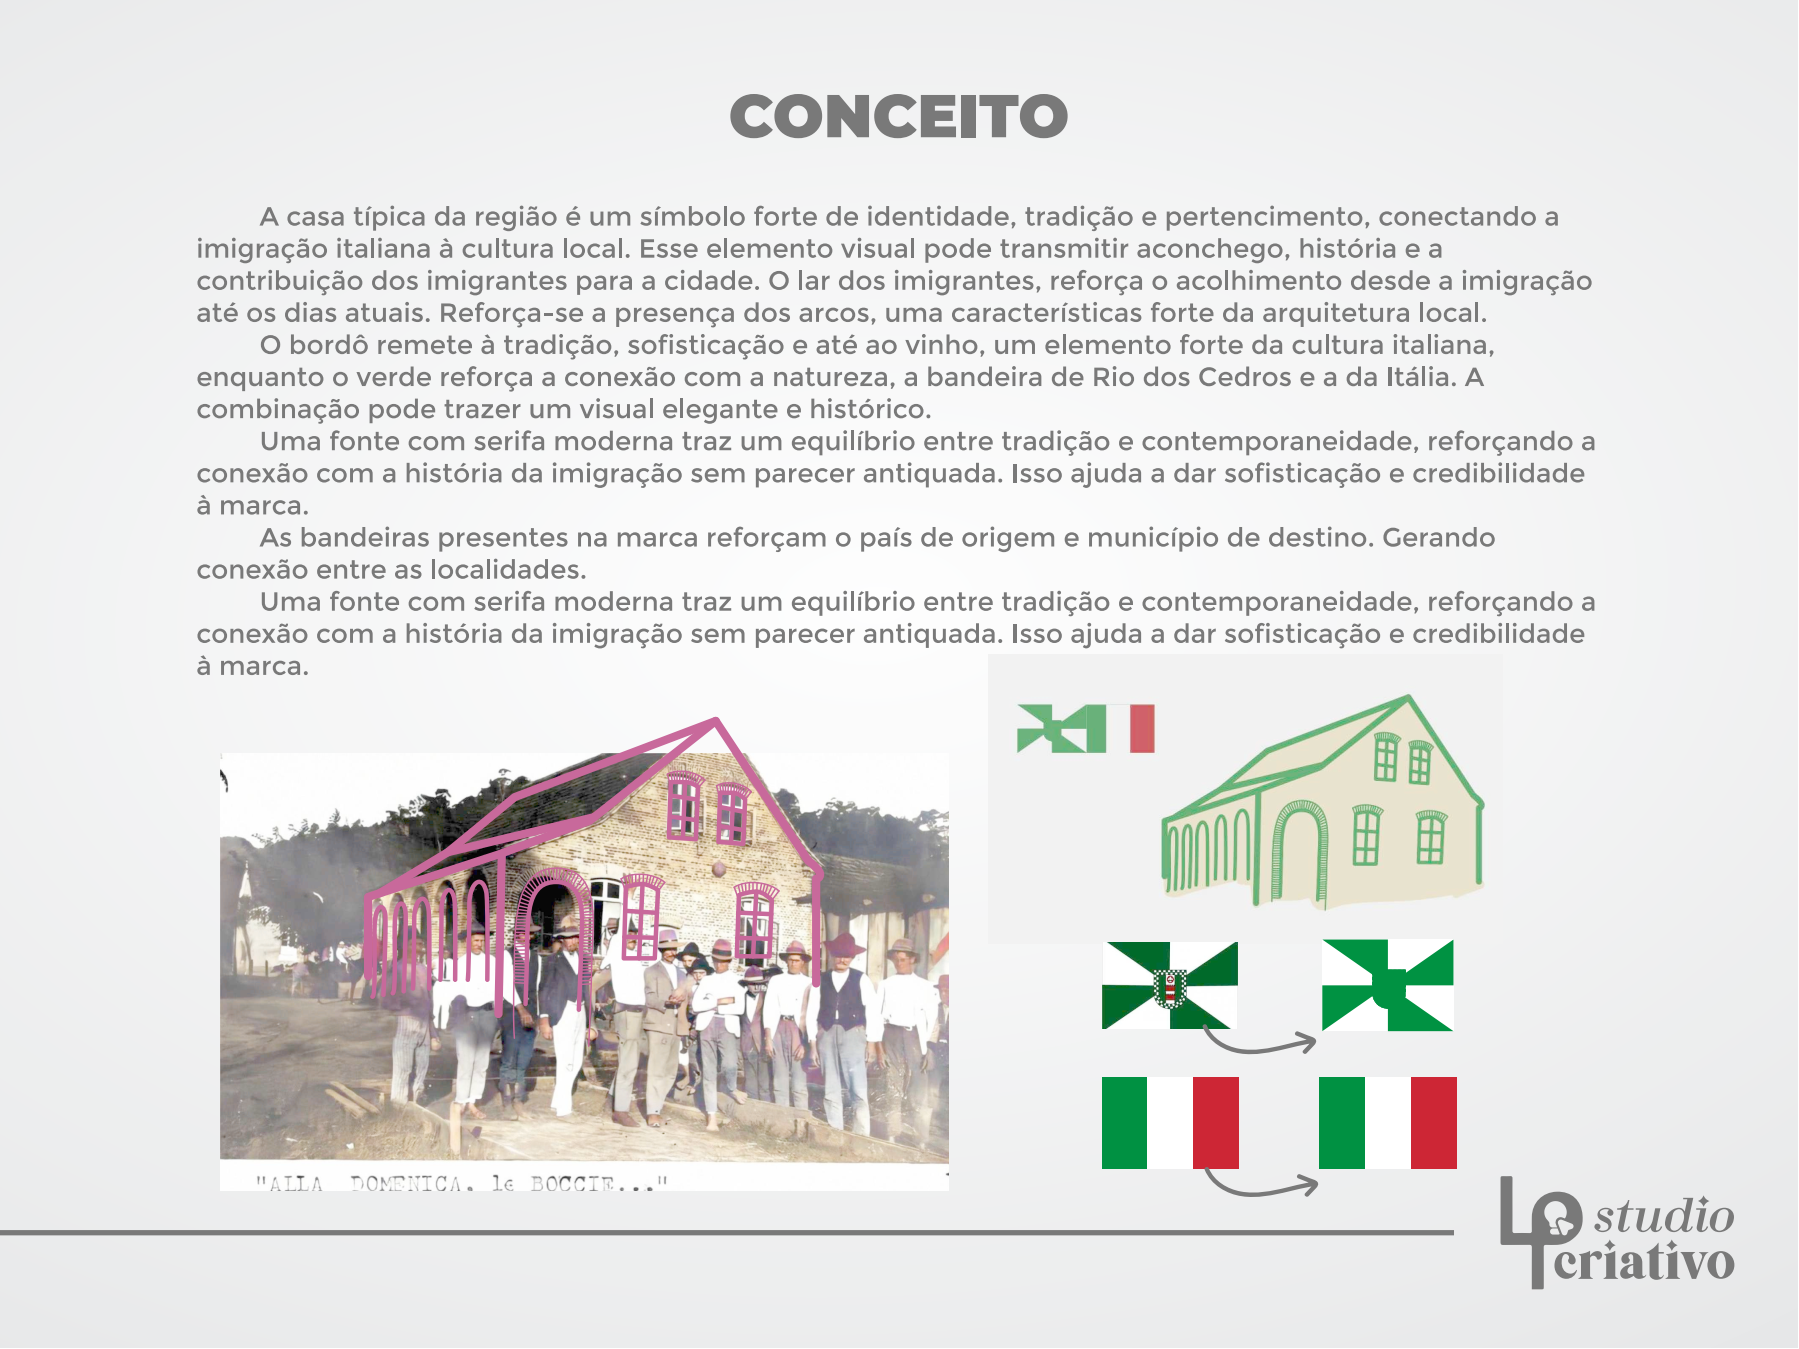 CONCEITO
A casa típica da região é um símbolo forte de identidade, tradição e pertencimento, conectando a
imigração italiana à cultura local. Esse elemento visual pode transmitir aconchego, história e a
contribuição dos imigrantes para a cidade. O lar dos imigrantes, reforça o acolhimento desde a imigração
até os dias atuais. Reforça-se a presença dos arcos, uma características forte da arquitetura local.
O bordô remete à tradição, sofisticação e até ao vinho, um elemento forte da cultura italiana,
enquanto o verde reforça a conexão com a natureza, a bandeira de Rio dos Cedros e a da Itália. A
combinação pode trazer um visual elegante e histórico.
Uma fonte com serifa moderna traz um equilíbrio entre tradição e contemporaneidade, reforçando a
conexão com a história da imigração sem parecer antiquada. Isso ajuda a dar sofisticação e credibilidade
à marca.
As bandeiras presentes na marca reforçam o país de origem e município de destino. Gerando
conexão entre as localidades.
Uma fonte com serifa moderna traz um equilíbrio entre tradição e contemporaneidade, reforçando a
conexão com a história da imigração sem parecer antiquada. Isso ajuda a dar sofisticação e credibilidade
à marca.
"ALLA DOMENICA, le BOCCIE..."
LP studio
criativo